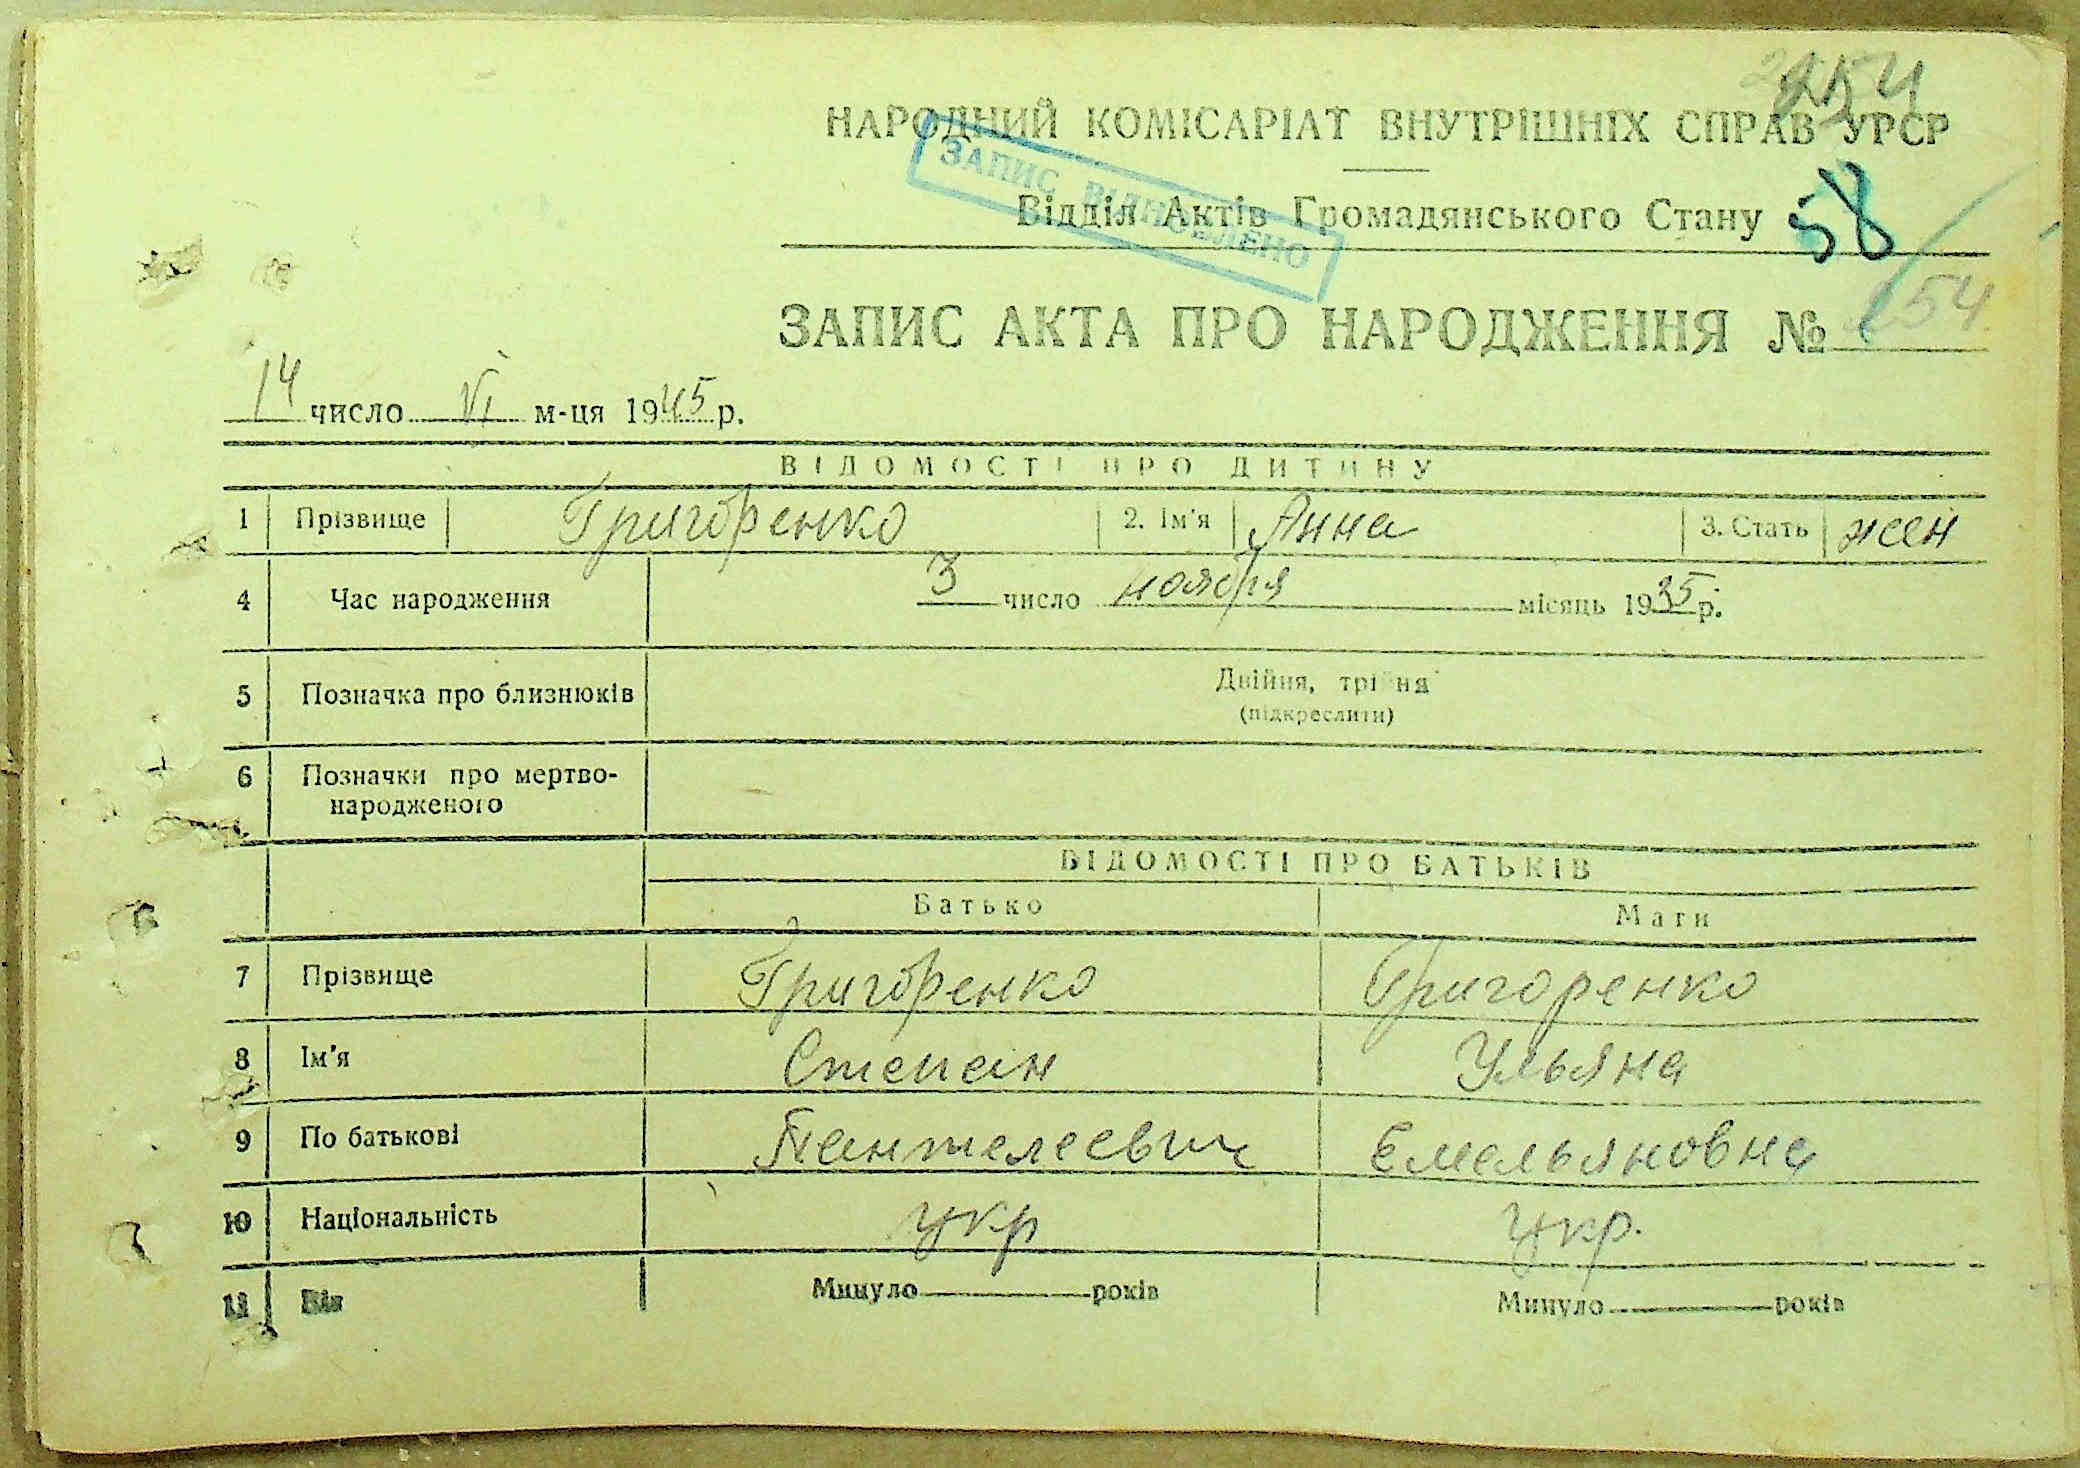 НАРОДНИЙ КОМІСАРІАТ ВНУТРІШНІХ СПРАВ УРСР
ЗАПИС ВІДНОВЛЕНО
Відділ Актів Громадянського Стану 58
ЗАПИС АКТА ПРО НАРОДЖЕННЯ № 254
14 число VI м-ця 1945 р.
ВІДОМОСТІ ПРО ДИТИНУ
1 Прізвище Григоренко 2. Ім'я Анна 3. Стать жен
4 Час народження 3 число ноября місяць 1935 р.
5 Позначка про близнюків Двійня, трійня
(підкреслити)
6 Позначки про мертво-
народженого
ВІДОМОСТІ ПРО БАТЬКІВ
Батько Мати
7 Прізвище Григоренко Григоренко
8 Ім'я Степан Ульяна
9 По батькові Пантелеевич Емельяновна
10 Національність укр укр.
11 Вік Минуло років Минуло років